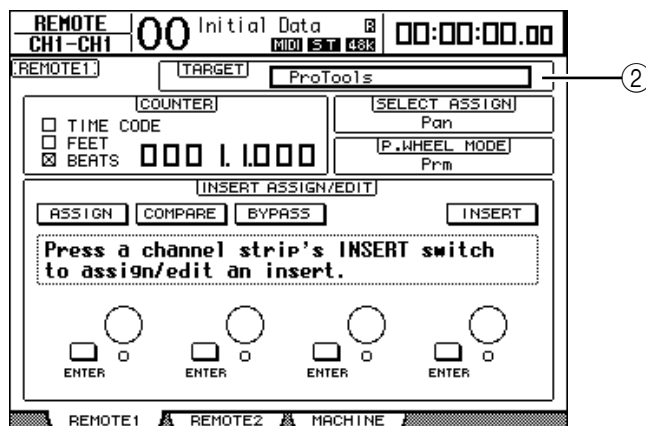 REMOTE
CH1-CH1
00 Initial Data R
MIDI ST 48K
00:00:00.00
REMOTE1
TARGET
ProTools
2
COUNTER
TIME CODE
FEET
BEATS
000 1.1.000
SELECT ASSIGN
Pan
P.WHEEL MODE
Prm
INSERT ASSIGN/EDIT
ASSIGN COMPARE BYPASS INSERT
Press a channel strip's INSERT switch
to assign/edit an insert.
ENTER ENTER ENTER ENTER
REMOTE1 REMOTE2 MACHINE